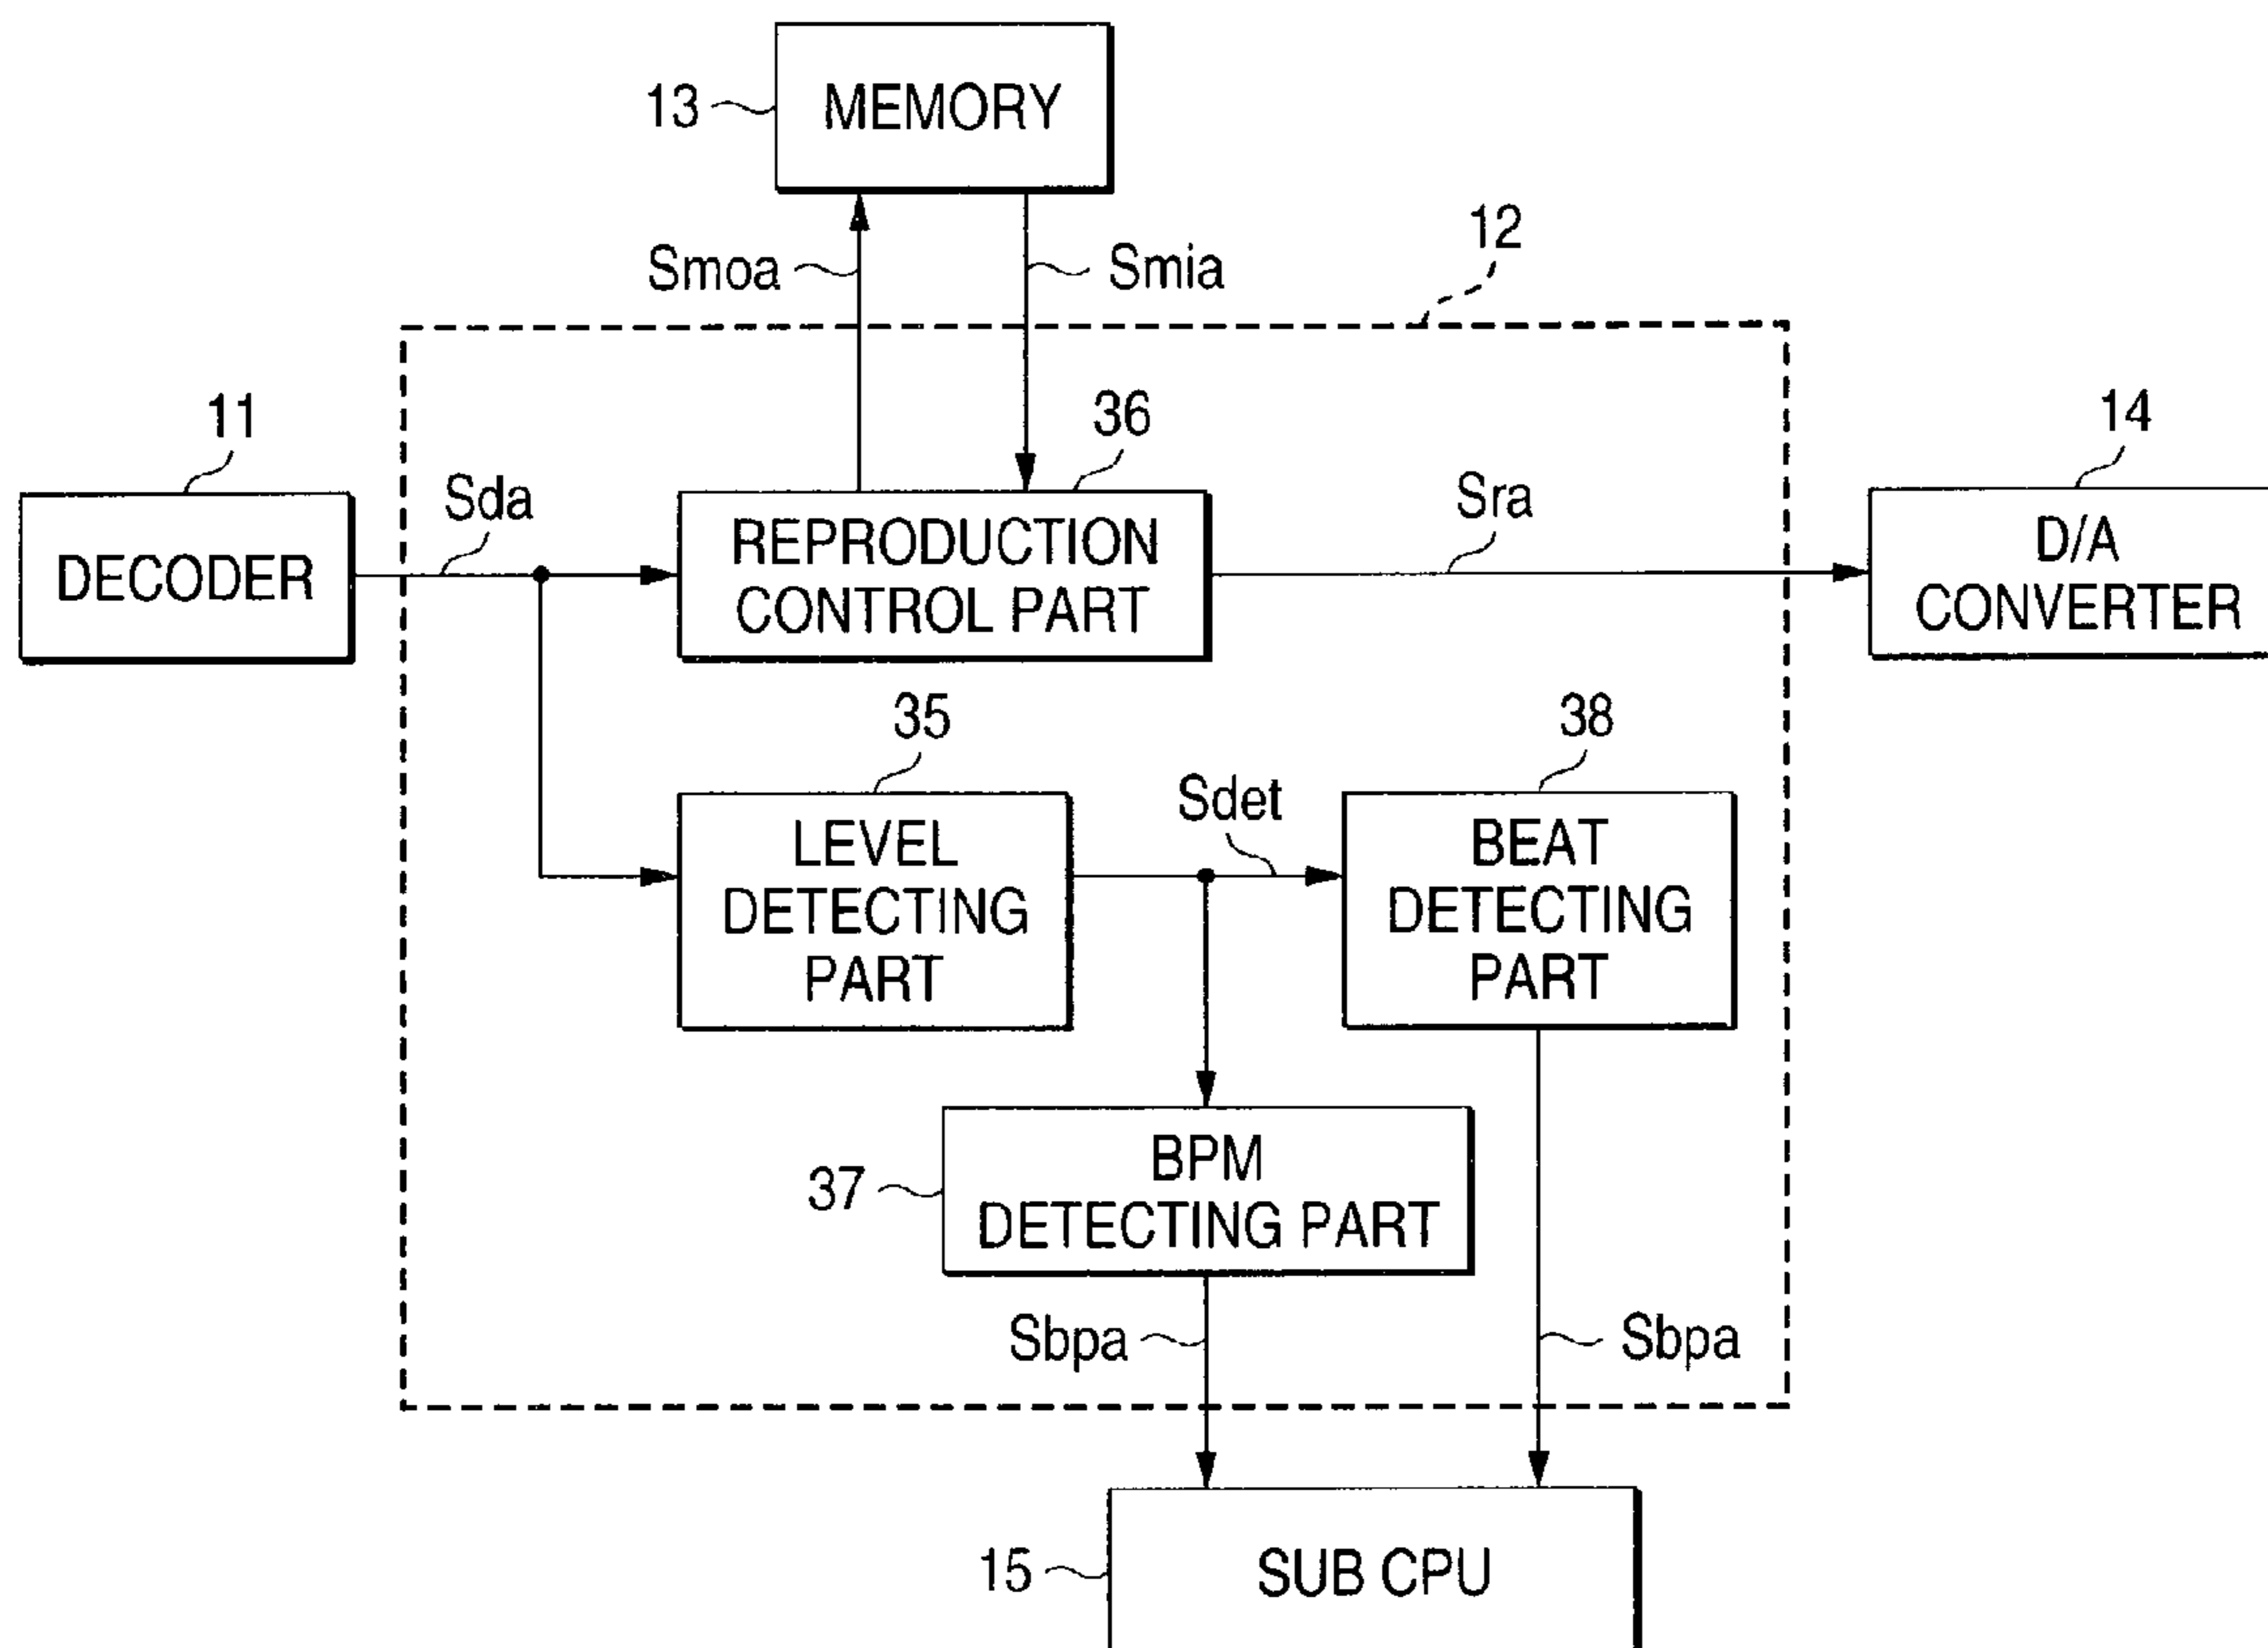 13
MEMORY
12
Smoa
Smia
11
36
14
Sda
Sra
DECODER
REPRODUCTION
CONTROL PART
D/A
CONVERTER
35
38
Sdet
LEVEL
DETECTING
PART
BEAT
DETECTING
PART
37
BPM
DETECTING PART
Sbpa
Sbpa
15
SUB CPU